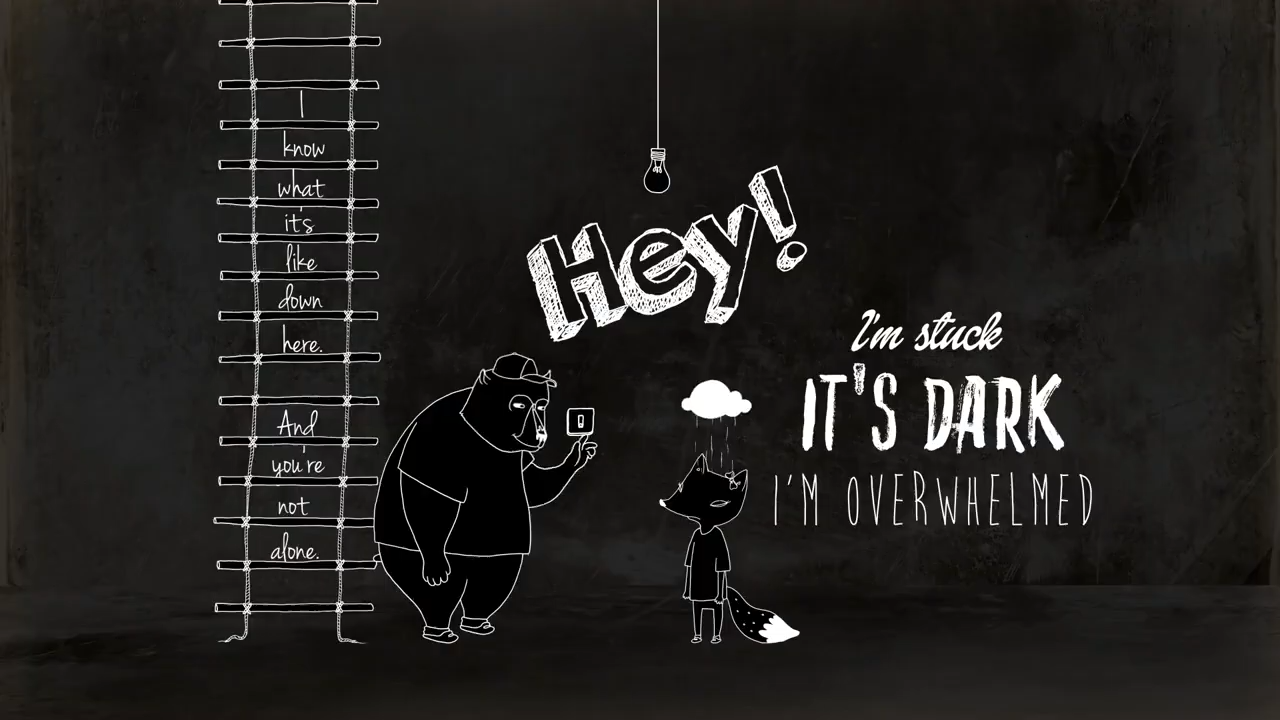 I
know
what
it's
like
down
here.
And
you're
not
alone.
Hey!
I'm stuck
IT'S DARK
I'M OVERWHELMED